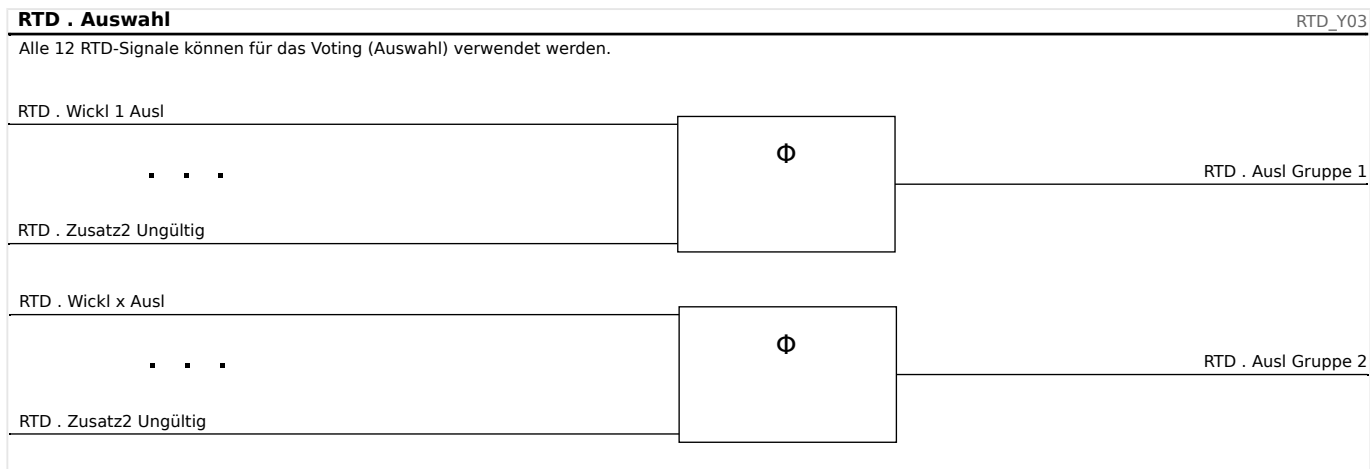 RTD . Auswahl
RTD_Y03
Alle 12 RTD-Signale können für das Voting (Auswahl) verwendet werden.
RTD . Wickl 1 Ausl
Φ
. . .
RTD . Ausl Gruppe 1
RTD . Zusatz2 Ungültig
RTD . Wickl x Ausl
Φ
. . .
RTD . Ausl Gruppe 2
RTD . Zusatz2 Ungültig